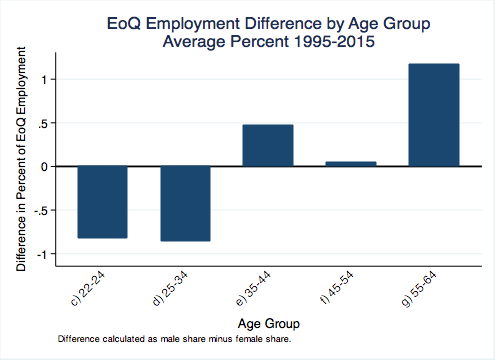 EoQ Employment Difference by Age Group
Average Percent 1995-2015
Difference in Percent of EoQ Employment
1
.5
0
-.5
-1
c) 22-24
d) 25-34
e) 35-44
f) 45-54
g) 55-64
Age Group
Difference calculated as male share minus female share.